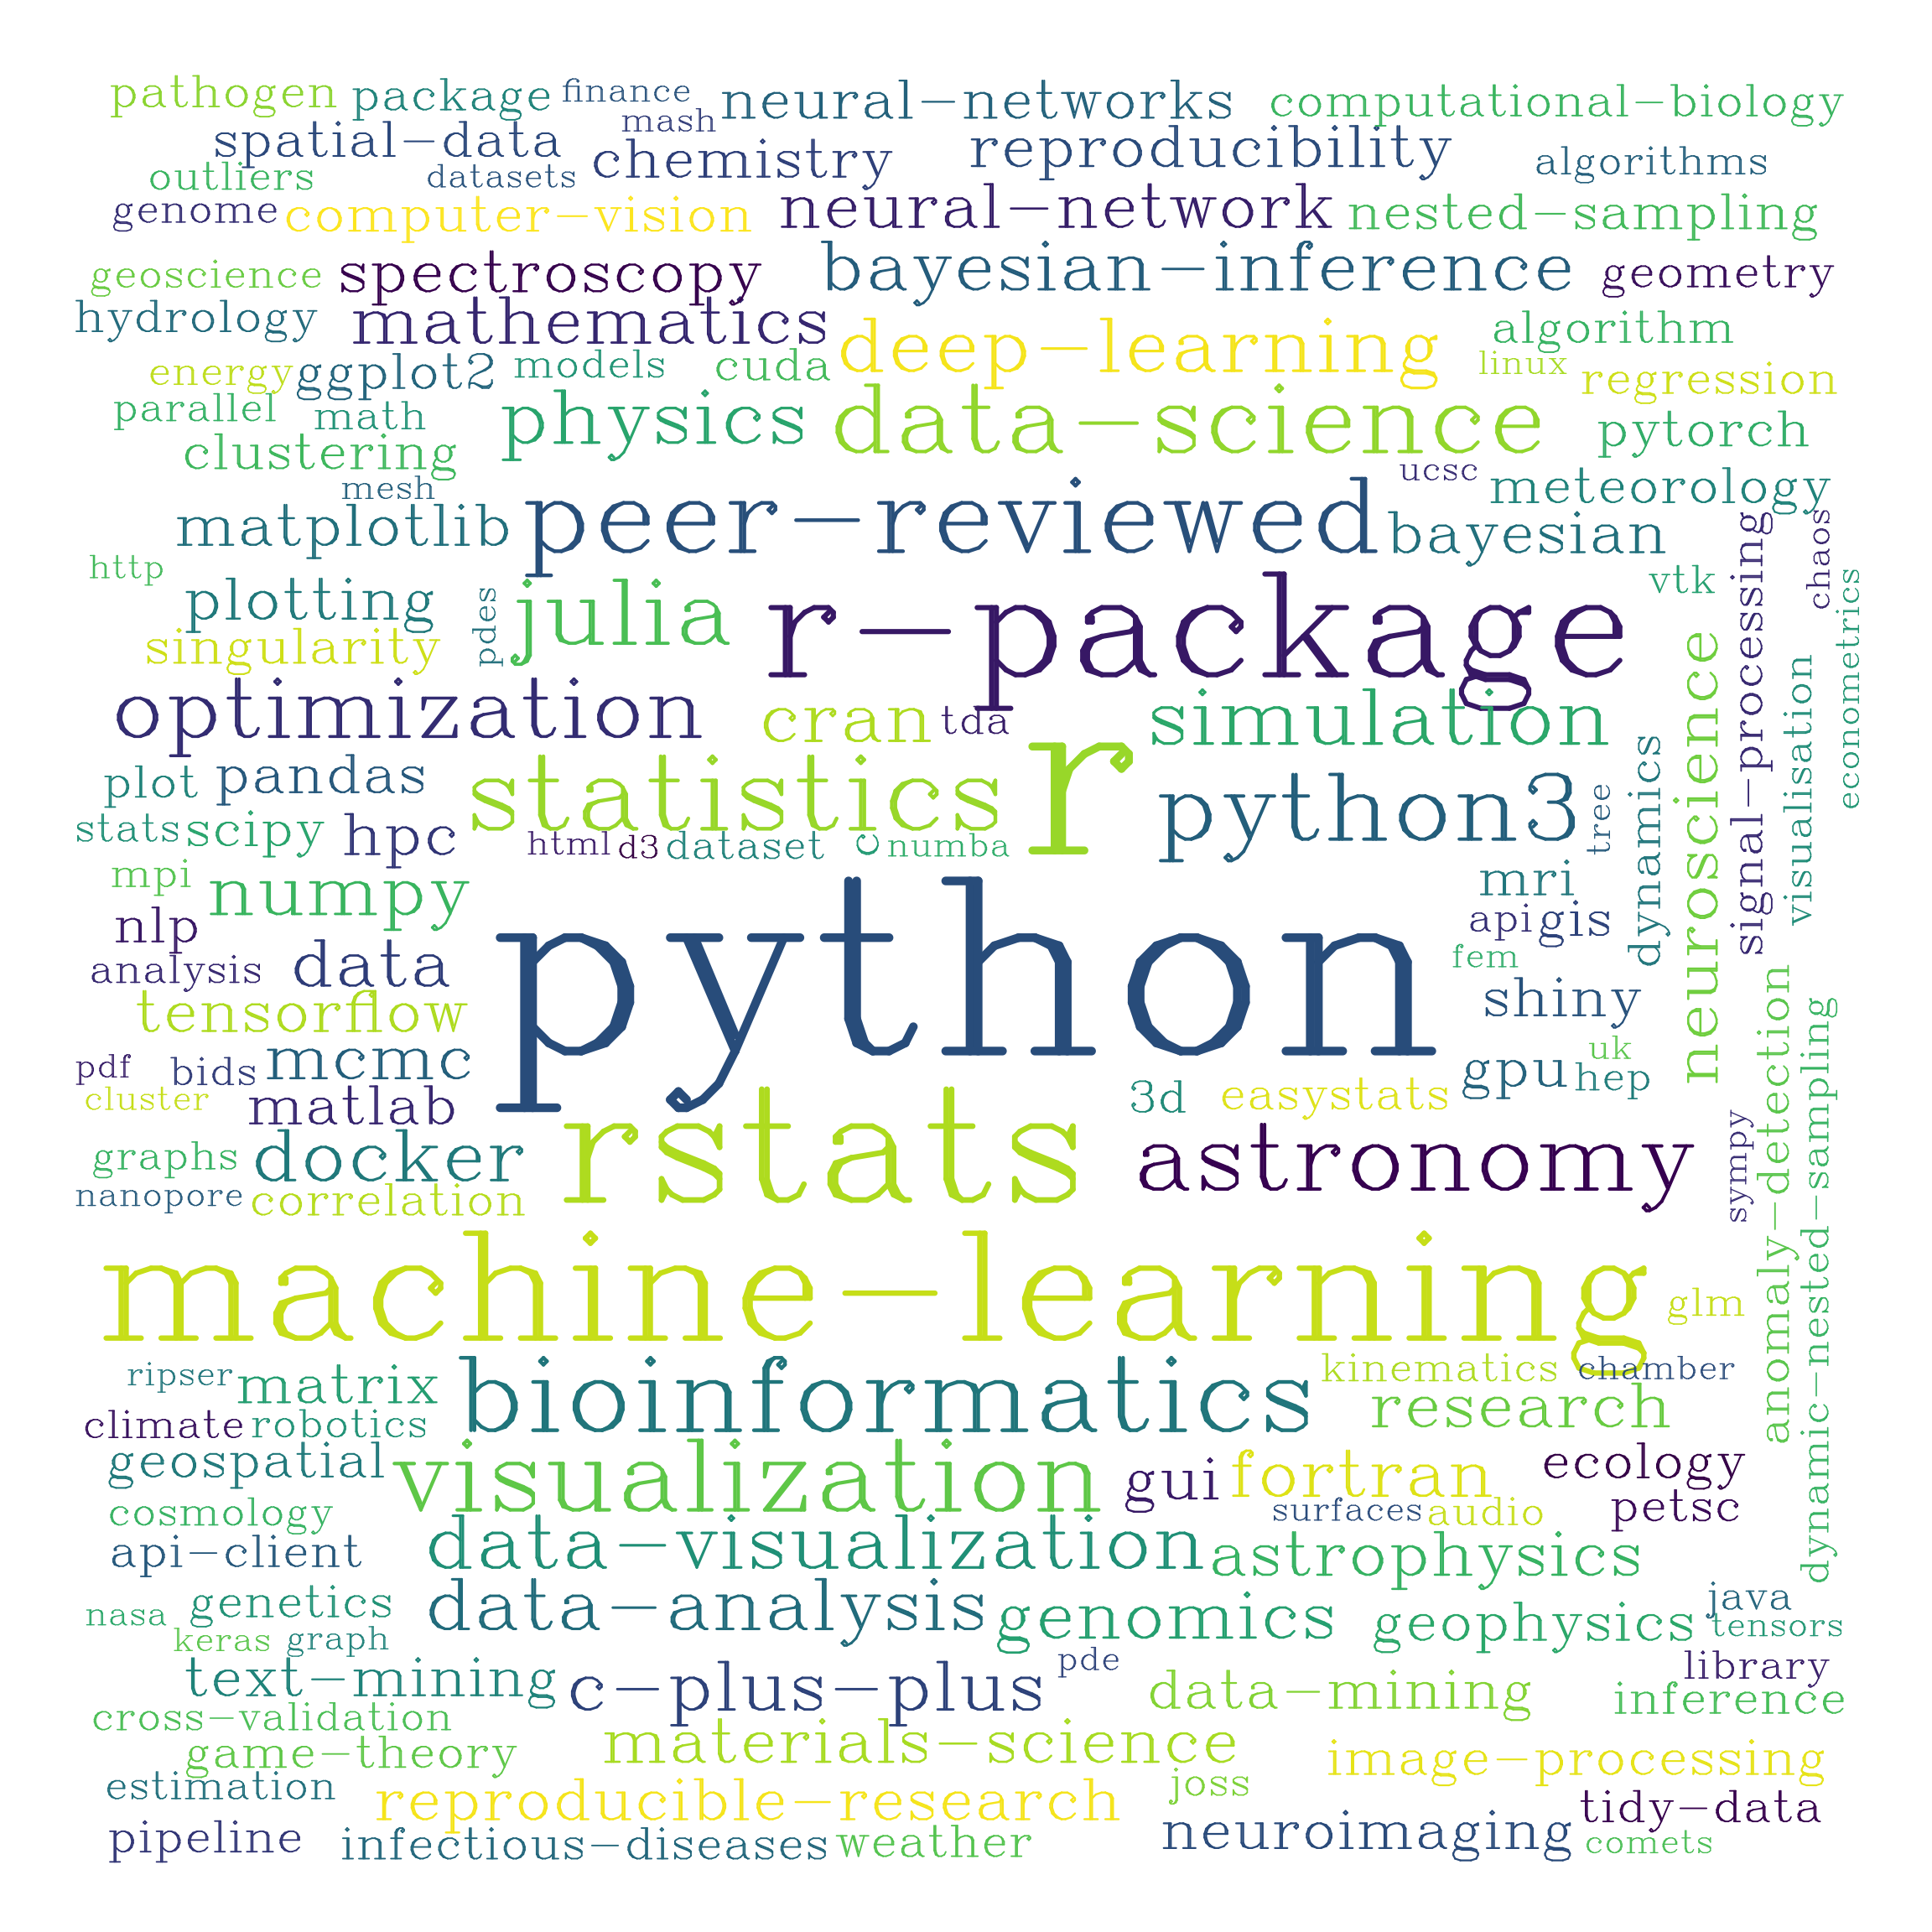 pathogen package finance neural-networks computational-biology
mash
spatial-data chemistry reproducibility algorithms
outliers datasets
genome computer-vision neural-network nested-sampling
geoscience spectroscopy bayesian-inference geometry
hydrology mathematics deep-learning algorithm
energy ggplot2 models cuda linux regression
parallel math physics data-science pytorch
clustering ucsc
mesh peer-reviewed meteorology
matplotlib bayesian
http chaos
plotting pdes julia r-package vtk signal-processing econometrics
singularity
optimization cran tda simulation neuroscience visualisation
plot pandas statistics r python3 tree dynamics
stats scipy hpc html d3 dataset c numba
mpi numpy mri
nlp api gis
analysis data python fem
tensorflow shiny
pdf bids mcmc gpu uk hep
cluster matlab 3d easystats
graphs docker rstats astronomy sympy anomaly-detection dynamic-nested-sampling
nanopore correlation
machine-learning glm
ripser matrix bioinformatics kinematics chamber
climate robotics research
geospatial visualization gui fortran ecology
cosmology surfaces audio petsc
api-client data-visualization astrophysics
nasa genetics data-analysis genomics geophysics java
keras graph tensors
text-mining c-plus-plus pde data-mining library
cross-validation inference
game-theory materials-science image-processing
estimation reproducible-research joss tidy-data
pipeline infectious-diseases weather neuroimaging comets